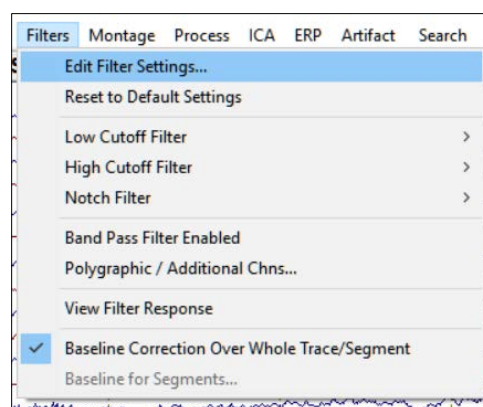 Filters Montage Process ICA ERP Artifact Search
Edit Filter Settings...
Reset to Default Settings
Low Cutoff Filter
High Cutoff Filter
Notch Filter
Band Pass Filter Enabled
Polygraphic / Additional Chns...
View Filter Response
Baseline Correction Over Whole Trace/Segment
Baseline for Segments...